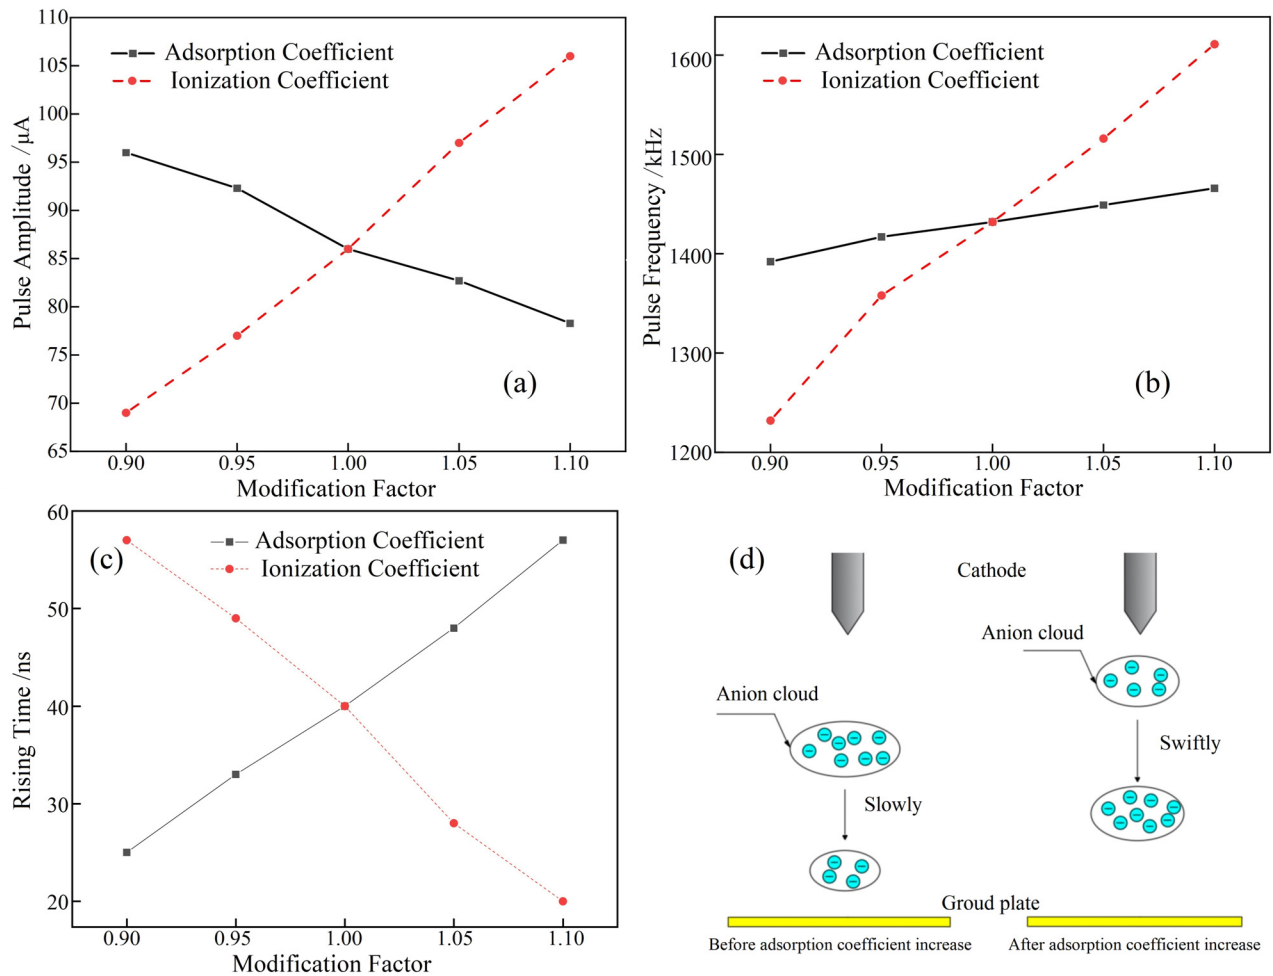 110
105
100
95
90
85
80
75
70
65
Pulse Amplitude /μA
Adsorption Coefficient
Ionization Coefficient
(a)
0.90 0.95 1.00 1.05 1.10
Modification Factor
1600
1500
1400
1300
1200
Pulse Frequency /kHz
Adsorption Coefficient
Ionization Coefficient
(b)
0.90 0.95 1.00 1.05 1.10
Modification Factor
60
50
40
30
20
Rising Time /ns
(c)
Adsorption Coefficient
Ionization Coefficient
0.90 0.95 1.00 1.05 1.10
Modification Factor
(d)
Cathode
Anion cloud
Anion cloud
Swiftly
Slowly
Groud plate
Before adsorption coefficient increase
After adsorption coefficient increase